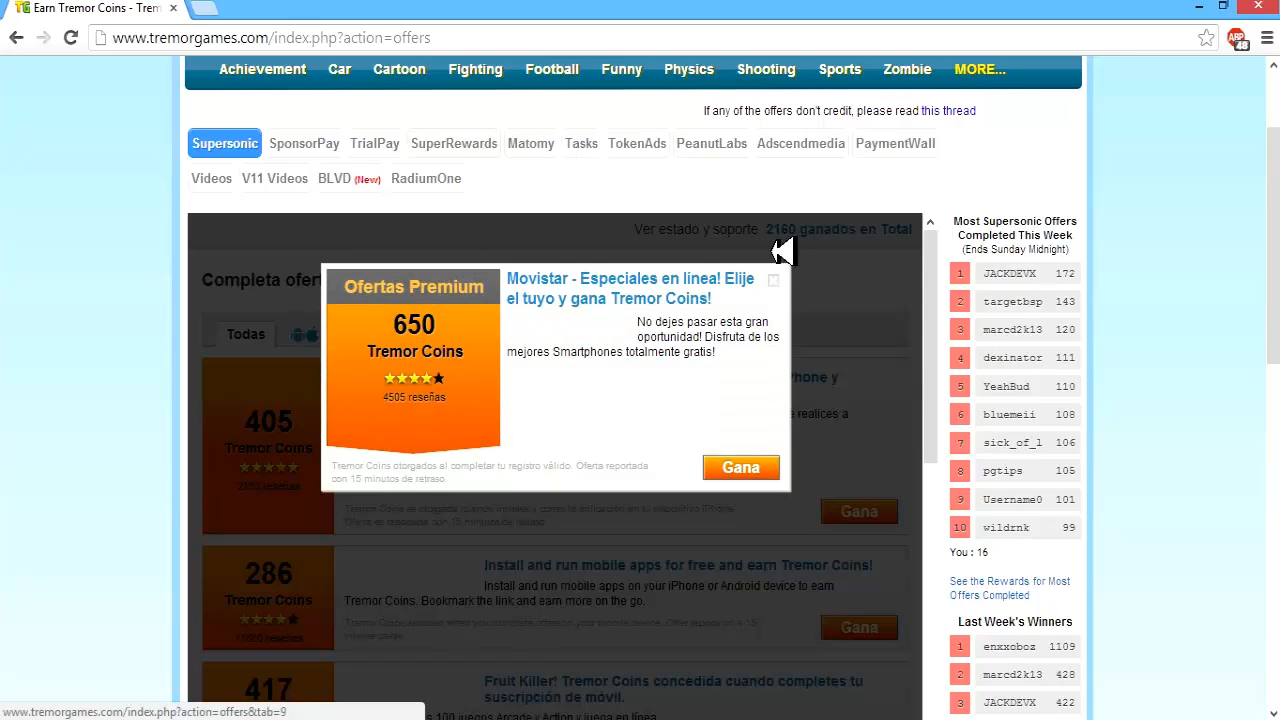 Earn Tremor Coins - Trem
www.tremorgames.com/index.php?action=offers
ABP
48
Achievement Car Cartoon Fighting Football Funny Physics Shooting Sports Zombie MORE...
If any of the offers don't credit, please read this thread
Supersonic SponsorPay TrialPay SuperRewards Matomy Tasks TokenAds PeanutLabs Adscendmedia PaymentWall
Videos V11 Videos BLVD (New) RadiumOne
Ver estado y soporte 2160 ganados en Total
Completa ofert
Todas
Ofertas Premium
650
Tremor Coins
4505 reseñas
Movistar - Especiales en línea! Elije
el tuyo y gana Tremor Coins!
No dejes pasar esta gran
oportunidad! Disfruta de los
mejores Smartphones totalmente gratis!
Tremor Coins otorgados al completar tu registro válido. Oferta reportada
con 15 minutos de retraso.
Gana
405
Tremor Coins
Phone y
e realices a
Gana
286
Tremor Coins
Install and run mobile apps for free and earn Tremor Coins!
Install and run mobile apps on your iPhone or Android device to earn
Tremor Coins. Bookmark the link and earn more on the go.
Gana
417
Fruit Killer! Tremor Coins concedida cuando completes tu
suscripción de móvil.
100 juegos Arcade y Action y juega en línea
Most Supersonic Offers
Completed This Week
(Ends Sunday Midnight)
1 JACKDEVX 172
2 targetbsp 143
3 marcd2k13 120
4 dexinator 111
5 YeahBud 110
6 bluemeii 108
7 sick_of_l 106
8 pgtips 105
9 Username0 101
10 wildrnk 99
You : 16
See the Rewards for Most
Offers Completed
Last Week's Winners
1 enxxoboz 1109
2 marcd2k13 428
3 JACKDEVX 422
www.tremorgames.com/index.php?action=offers&tab=9